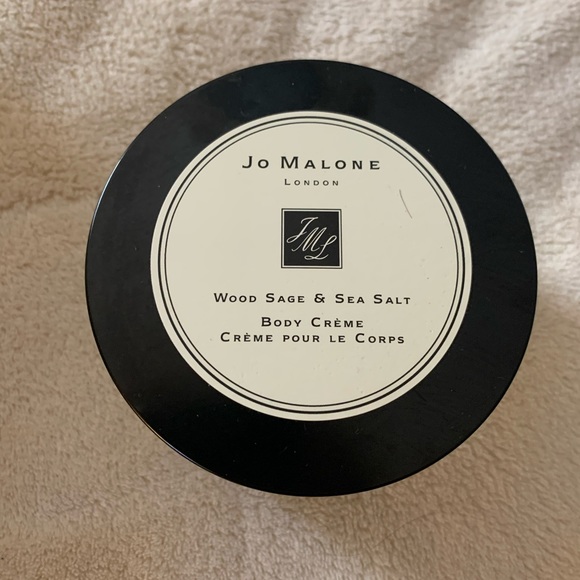 Jo Malone
London
JML
Wood Sage & Sea Salt
Body Crème
Crème pour le Corps